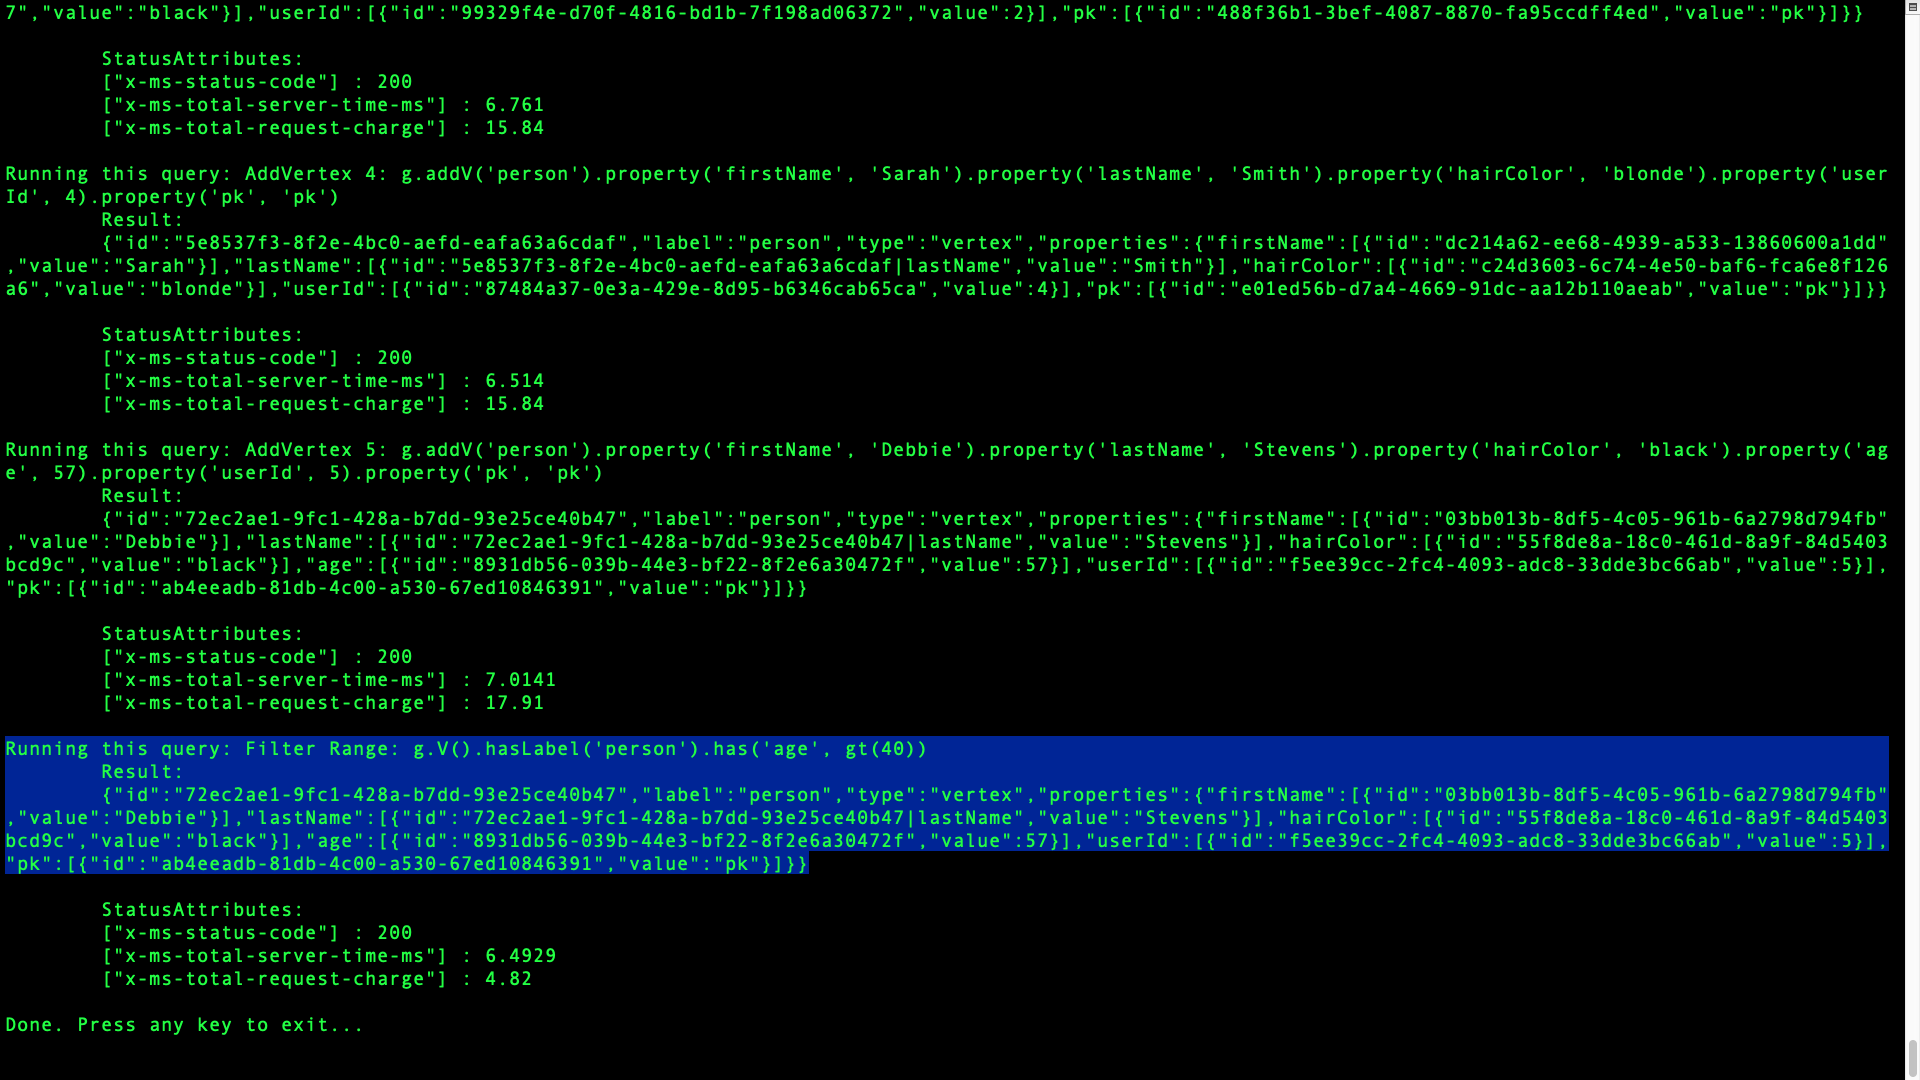 7","value":"black"}],"userId":[{"id":"99329f4e-d70f-4816-bd1b-7f198ad06372","value":2}],"pk":[{"id":"488f36b1-3bef-4087-8870-fa95ccdff4ed","value":"pk"}]}}
StatusAttributes:
["x-ms-status-code"] : 200
["x-ms-total-server-time-ms"] : 6.761
["x-ms-total-request-charge"] : 15.84
Running this query: AddVertex 4: g.addV('person').property('firstName', 'Sarah').property('lastName', 'Smith').property('hairColor', 'blonde').property('user
Id', 4).property('pk', 'pk')
Result:
{"id":"5e8537f3-8f2e-4bc0-aefd-eafa63a6cdaf","label":"person","type":"vertex","properties":{"firstName":[{"id":"dc214a62-ee68-4939-a533-13860600a1dd"
,"value":"Sarah"}],"lastName":[{"id":"5e8537f3-8f2e-4bc0-aefd-eafa63a6cdaf|lastName","value":"Smith"}],"hairColor":[{"id":"c24d3603-6c74-4e50-baf6-fca6e8f126
a6","value":"blonde"}],"userId":[{"id":"87484a37-0e3a-429e-8d95-b6346cab65ca","value":4}],"pk":[{"id":"e01ed56b-d7a4-4669-91dc-aa12b110aeab","value":"pk"}]}}
StatusAttributes:
["x-ms-status-code"] : 200
["x-ms-total-server-time-ms"] : 6.514
["x-ms-total-request-charge"] : 15.84
Running this query: AddVertex 5: g.addV('person').property('firstName', 'Debbie').property('lastName', 'Stevens').property('hairColor', 'black').property('ag
e', 57).property('userId', 5).property('pk', 'pk')
Result:
{"id":"72ec2ae1-9fc1-428a-b7dd-93e25ce40b47","label":"person","type":"vertex","properties":{"firstName":[{"id":"03bb013b-8df5-4c05-961b-6a2798d794fb"
,"value":"Debbie"}],"lastName":[{"id":"72ec2ae1-9fc1-428a-b7dd-93e25ce40b47|lastName","value":"Stevens"}],"hairColor":[{"id":"55f8de8a-18c0-461d-8a9f-84d5403
bcd9c","value":"black"}],"age":[{"id":"8931db56-039b-44e3-bf22-8f2e6a30472f","value":57}],"userId":[{"id":"f5ee39cc-2fc4-4093-adc8-33dde3bc66ab","value":5}],
"pk":[{"id":"ab4eeadb-81db-4c00-a530-67ed10846391","value":"pk"}]}}
StatusAttributes:
["x-ms-status-code"] : 200
["x-ms-total-server-time-ms"] : 7.0141
["x-ms-total-request-charge"] : 17.91
Running this query: Filter Range: g.V().hasLabel('person').has('age', gt(40))
Result:
{"id":"72ec2ae1-9fc1-428a-b7dd-93e25ce40b47","label":"person","type":"vertex","properties":{"firstName":[{"id":"03bb013b-8df5-4c05-961b-6a2798d794fb"
,"value":"Debbie"}],"lastName":[{"id":"72ec2ae1-9fc1-428a-b7dd-93e25ce40b47|lastName","value":"Stevens"}],"hairColor":[{"id":"55f8de8a-18c0-461d-8a9f-84d5403
bcd9c","value":"black"}],"age":[{"id":"8931db56-039b-44e3-bf22-8f2e6a30472f","value":57}],"userId":[{"id":"f5ee39cc-2fc4-4093-adc8-33dde3bc66ab","value":5}],
"pk":[{"id":"ab4eeadb-81db-4c00-a530-67ed10846391","value":"pk"}]}}
StatusAttributes:
["x-ms-status-code"] : 200
["x-ms-total-server-time-ms"] : 6.4929
["x-ms-total-request-charge"] : 4.82
Done. Press any key to exit...